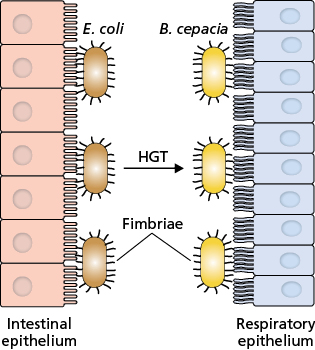 E. coli
B. cepacia
HGT
Fimbriae
Intestinal
epithelium
Respiratory
epithelium